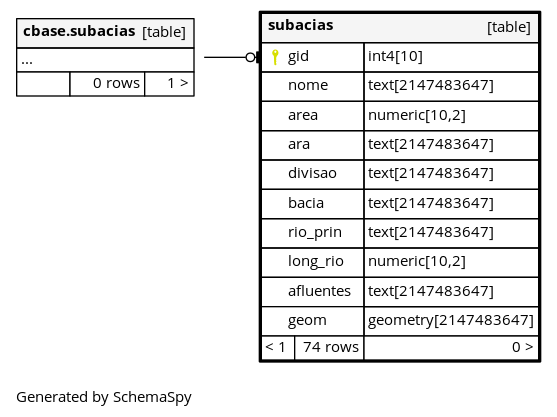 cbase.subacias [table]
...
0 rows 1 >
subacias [table]
gid int4[10]
nome text[2147483647]
area numeric[10,2]
ara text[2147483647]
divisao text[2147483647]
bacia text[2147483647]
rio_prin text[2147483647]
long_rio numeric[10,2]
afluentes text[2147483647]
geom geometry[2147483647]
< 1 74 rows 0 >
Generated by SchemaSpy